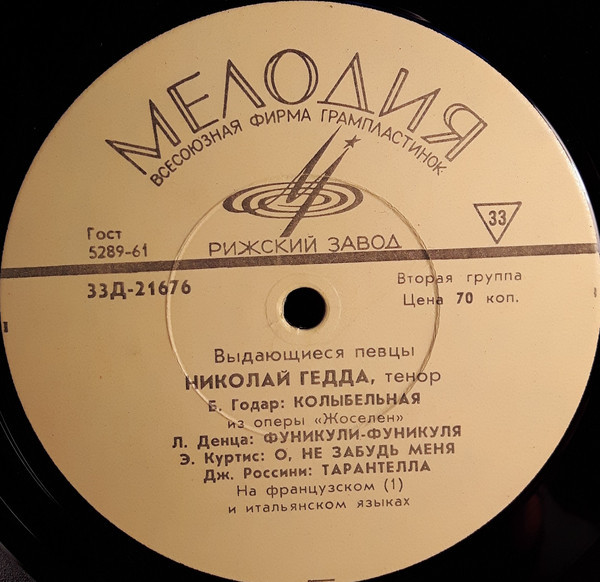 МЕЛОДИЯ
ВСЕСОЮЗНАЯ ФИРМА ГРАМПЛАСТИНОК
33
Гост
5289-61
РИЖСКИЙ ЗАВОД
33Д-21676
Вторая группа
Цена 70 коп.
Выдающиеся певцы
НИКОЛАЙ ГЕДДА, тенор
Б. Годар: КОЛЫБЕЛЬНАЯ
из оперы «Жоселен»
Л. Денца: ФУНИКУЛИ-ФУНИКУЛЯ
Э. Куртис: О, НЕ ЗАБУДЬ МЕНЯ
Дж. Россини: ТАРАНТЕЛЛА
На французском (1)
и итальянском языках